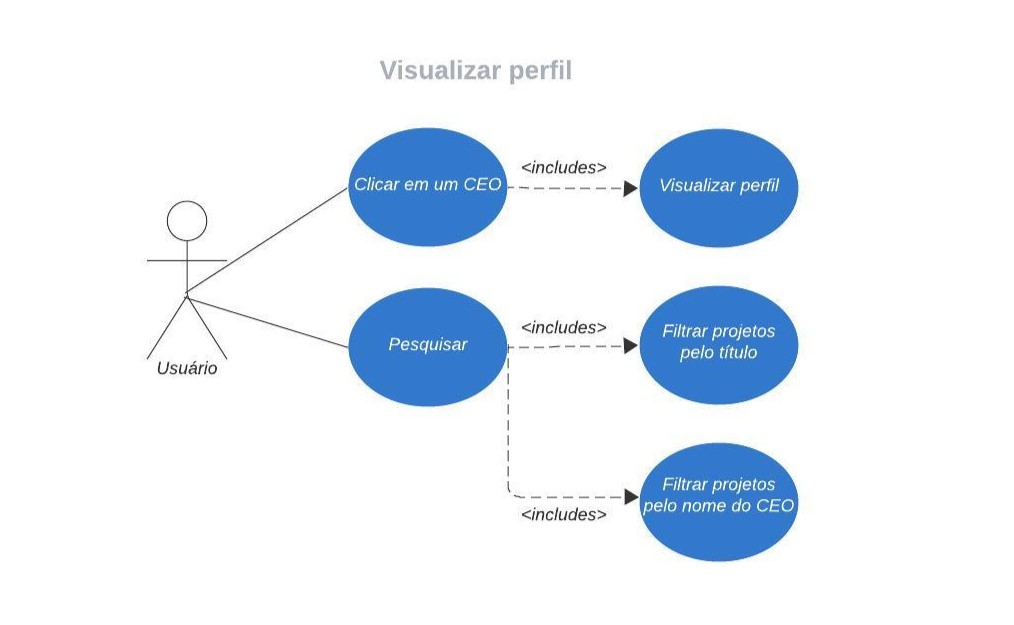 Visualizar perfil
Clicar em um CEO
<includes>
Visualizar perfil
Usuário
Pesquisar
<includes>
Filtrar projetos
pelo título
<includes>
Filtrar projetos
pelo nome do CEO